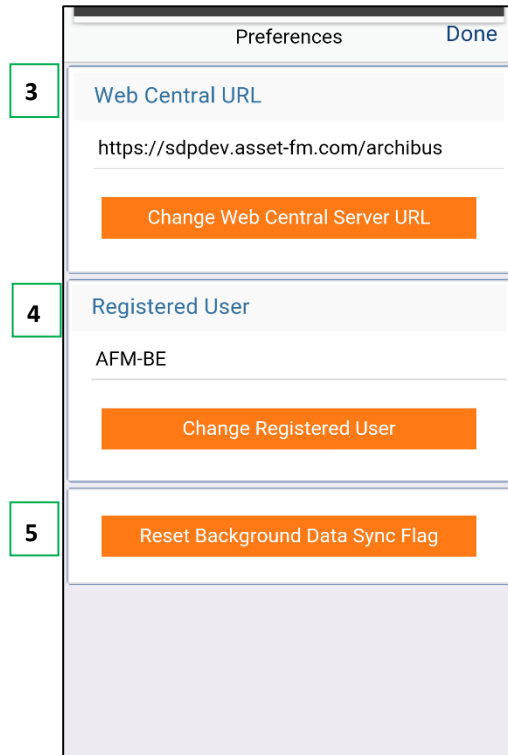 Preferences Done
3 Web Central URL
https://sdpdev.asset-fm.com/archibus
Change Web Central Server URL
4 Registered User
AFM-BE
Change Registered User
5 Reset Background Data Sync Flag